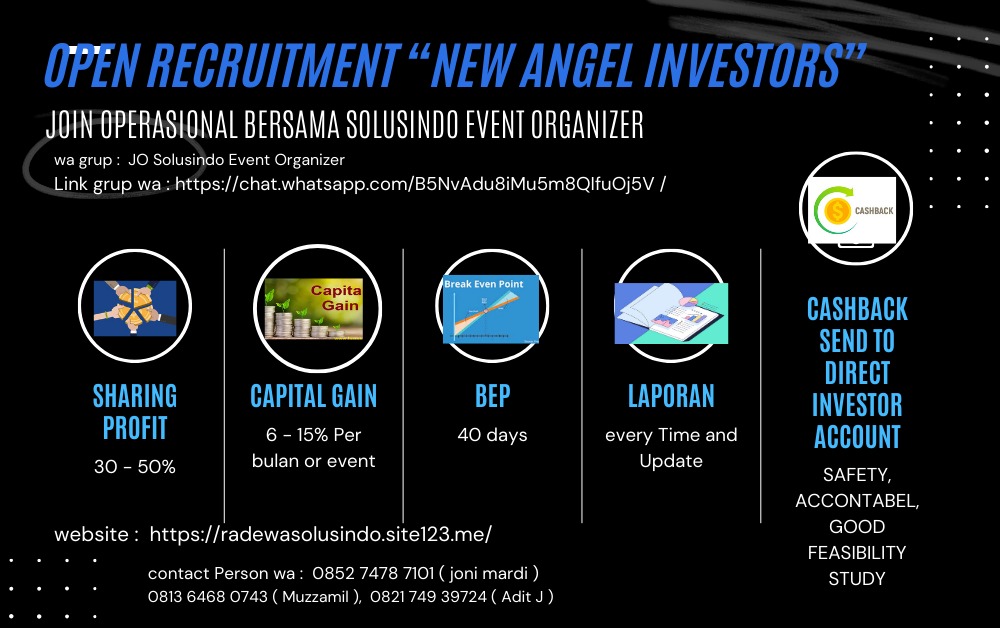 OPEN RECRUITMENT “NEW ANGEL INVESTORS”
JOIN OPERASIONAL BERSAMA SOLUSINDO EVENT ORGANIZER
wa grup : JO Solusindo Event Organizer
Link grup wa : https://chat.whatsapp.com/B5NvAdu8iMu5m8QIfuOj5V /
CASHBACK
Capita
Gain
Break Even Point
SHARING
PROFIT
30 - 50%
CAPITAL GAIN
6 - 15% Per
bulan or event
BEP
40 days
LAPORAN
every Time and
Update
CASHBACK
SEND TO
DIRECT
INVESTOR
ACCOUNT
SAFETY,
ACCONTABEL,
GOOD
FEASIBILITY
STUDY
website : https://radewasolusindo.site123.me/
contact Person wa : 0852 7478 7101 ( joni mardi )
0813 6468 0743 ( Muzzamil ), 0821 749 39724 ( Adit J )